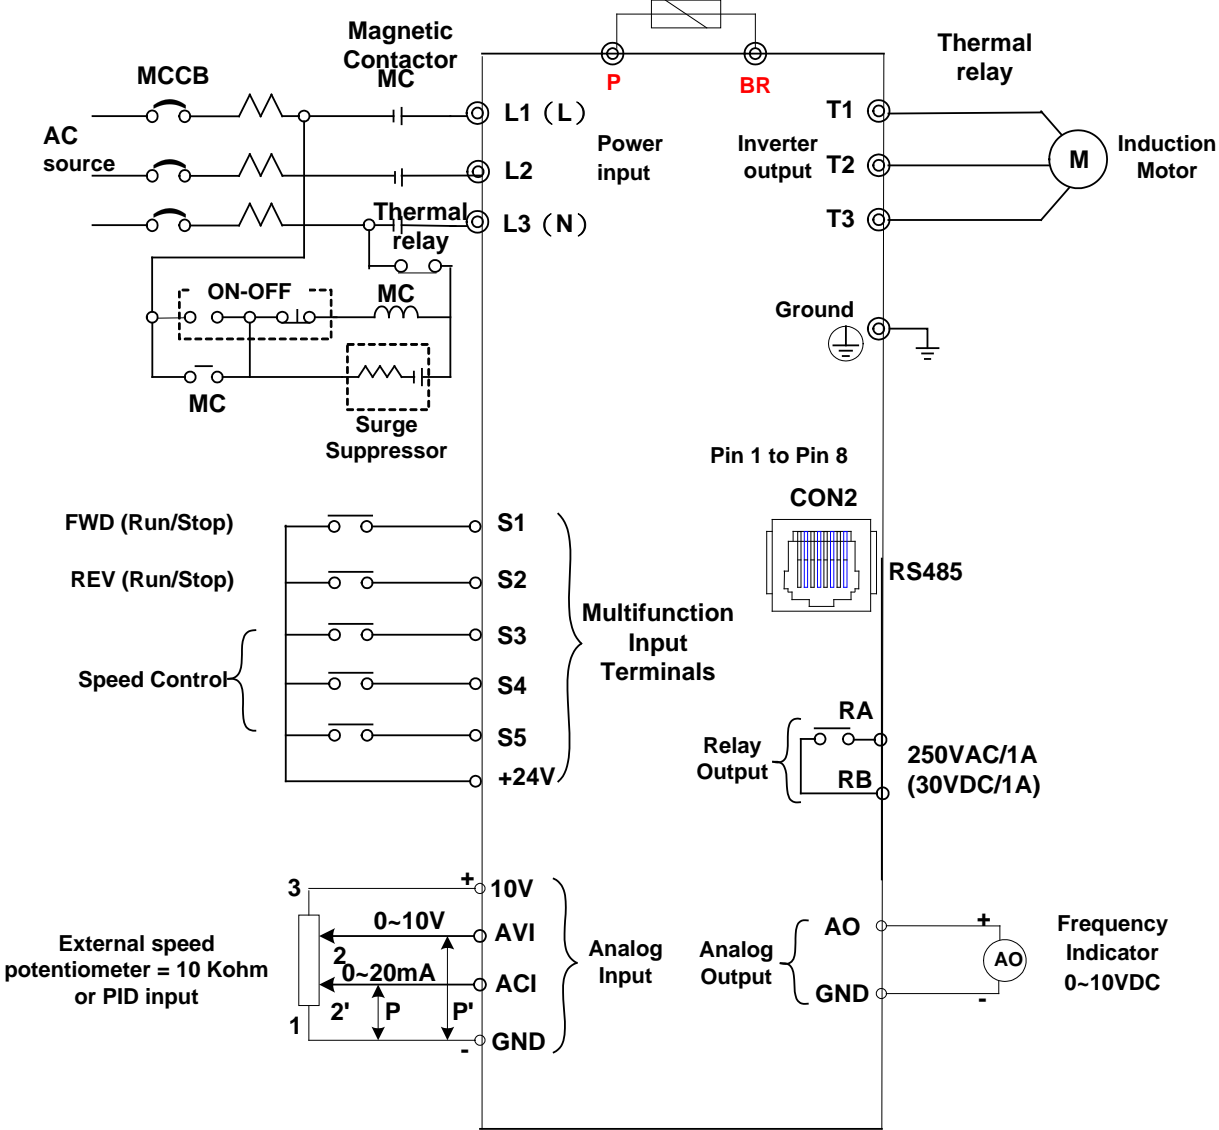 Magnetic
Contactor
MC
MCCB
AC
source
L1（L）
L2
L3（N）
Thermal
relay
ON-OFF
MC
MC
Surge
Suppressor
P
BR
Power
input
Inverter
output
T1
T2
T3
Thermal
relay
M
Induction
Motor
Ground
Pin 1 to Pin 8
CON2
RS485
FWD (Run/Stop)
REV (Run/Stop)
Speed Control
S1
S2
S3
S4
S5
+24V
Multifunction
Input
Terminals
Relay
Output
RA
RB
250VAC/1A
(30VDC/1A)
External speed
potentiometer = 10 Kohm
or PID input
3
2
2'
1
0~10V
0~20mA
P
P'
+
10V
AVI
ACI
-
GND
Analog
Input
Analog
Output
AO
GND
+
AO
-
Frequency
Indicator
0~10VDC